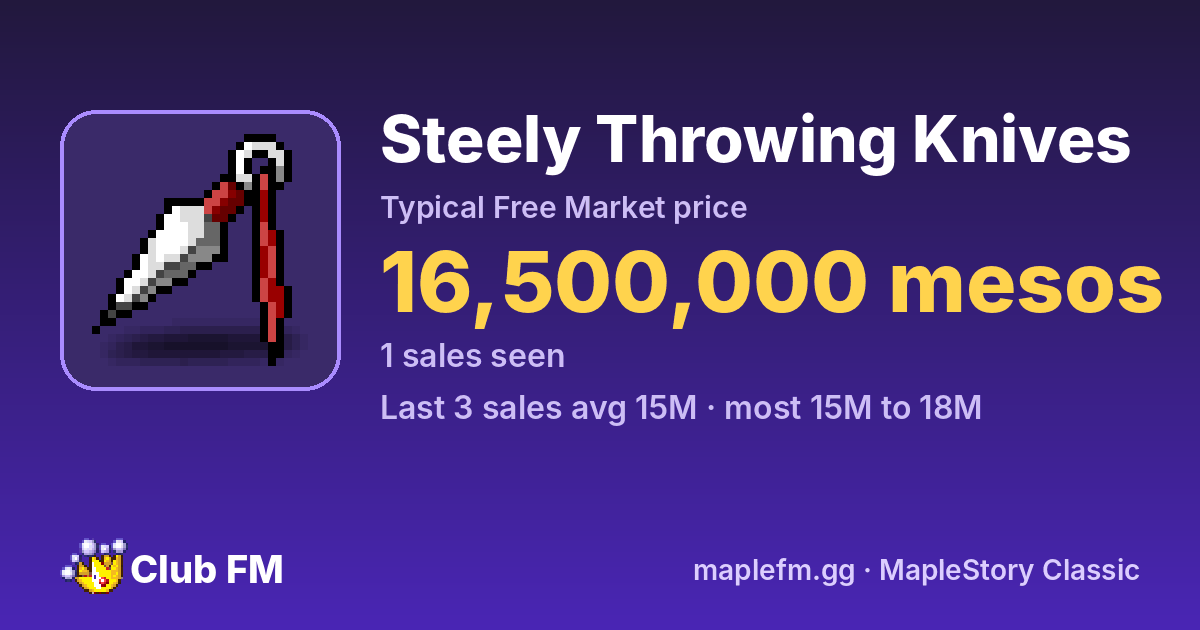 Steely Throwing Knives
Typical Free Market price
16,500,000 mesos
1 sales seen
Last 3 sales avg 15M · most 15M to 18M
Club FM
maplefm.gg · MapleStory Classic